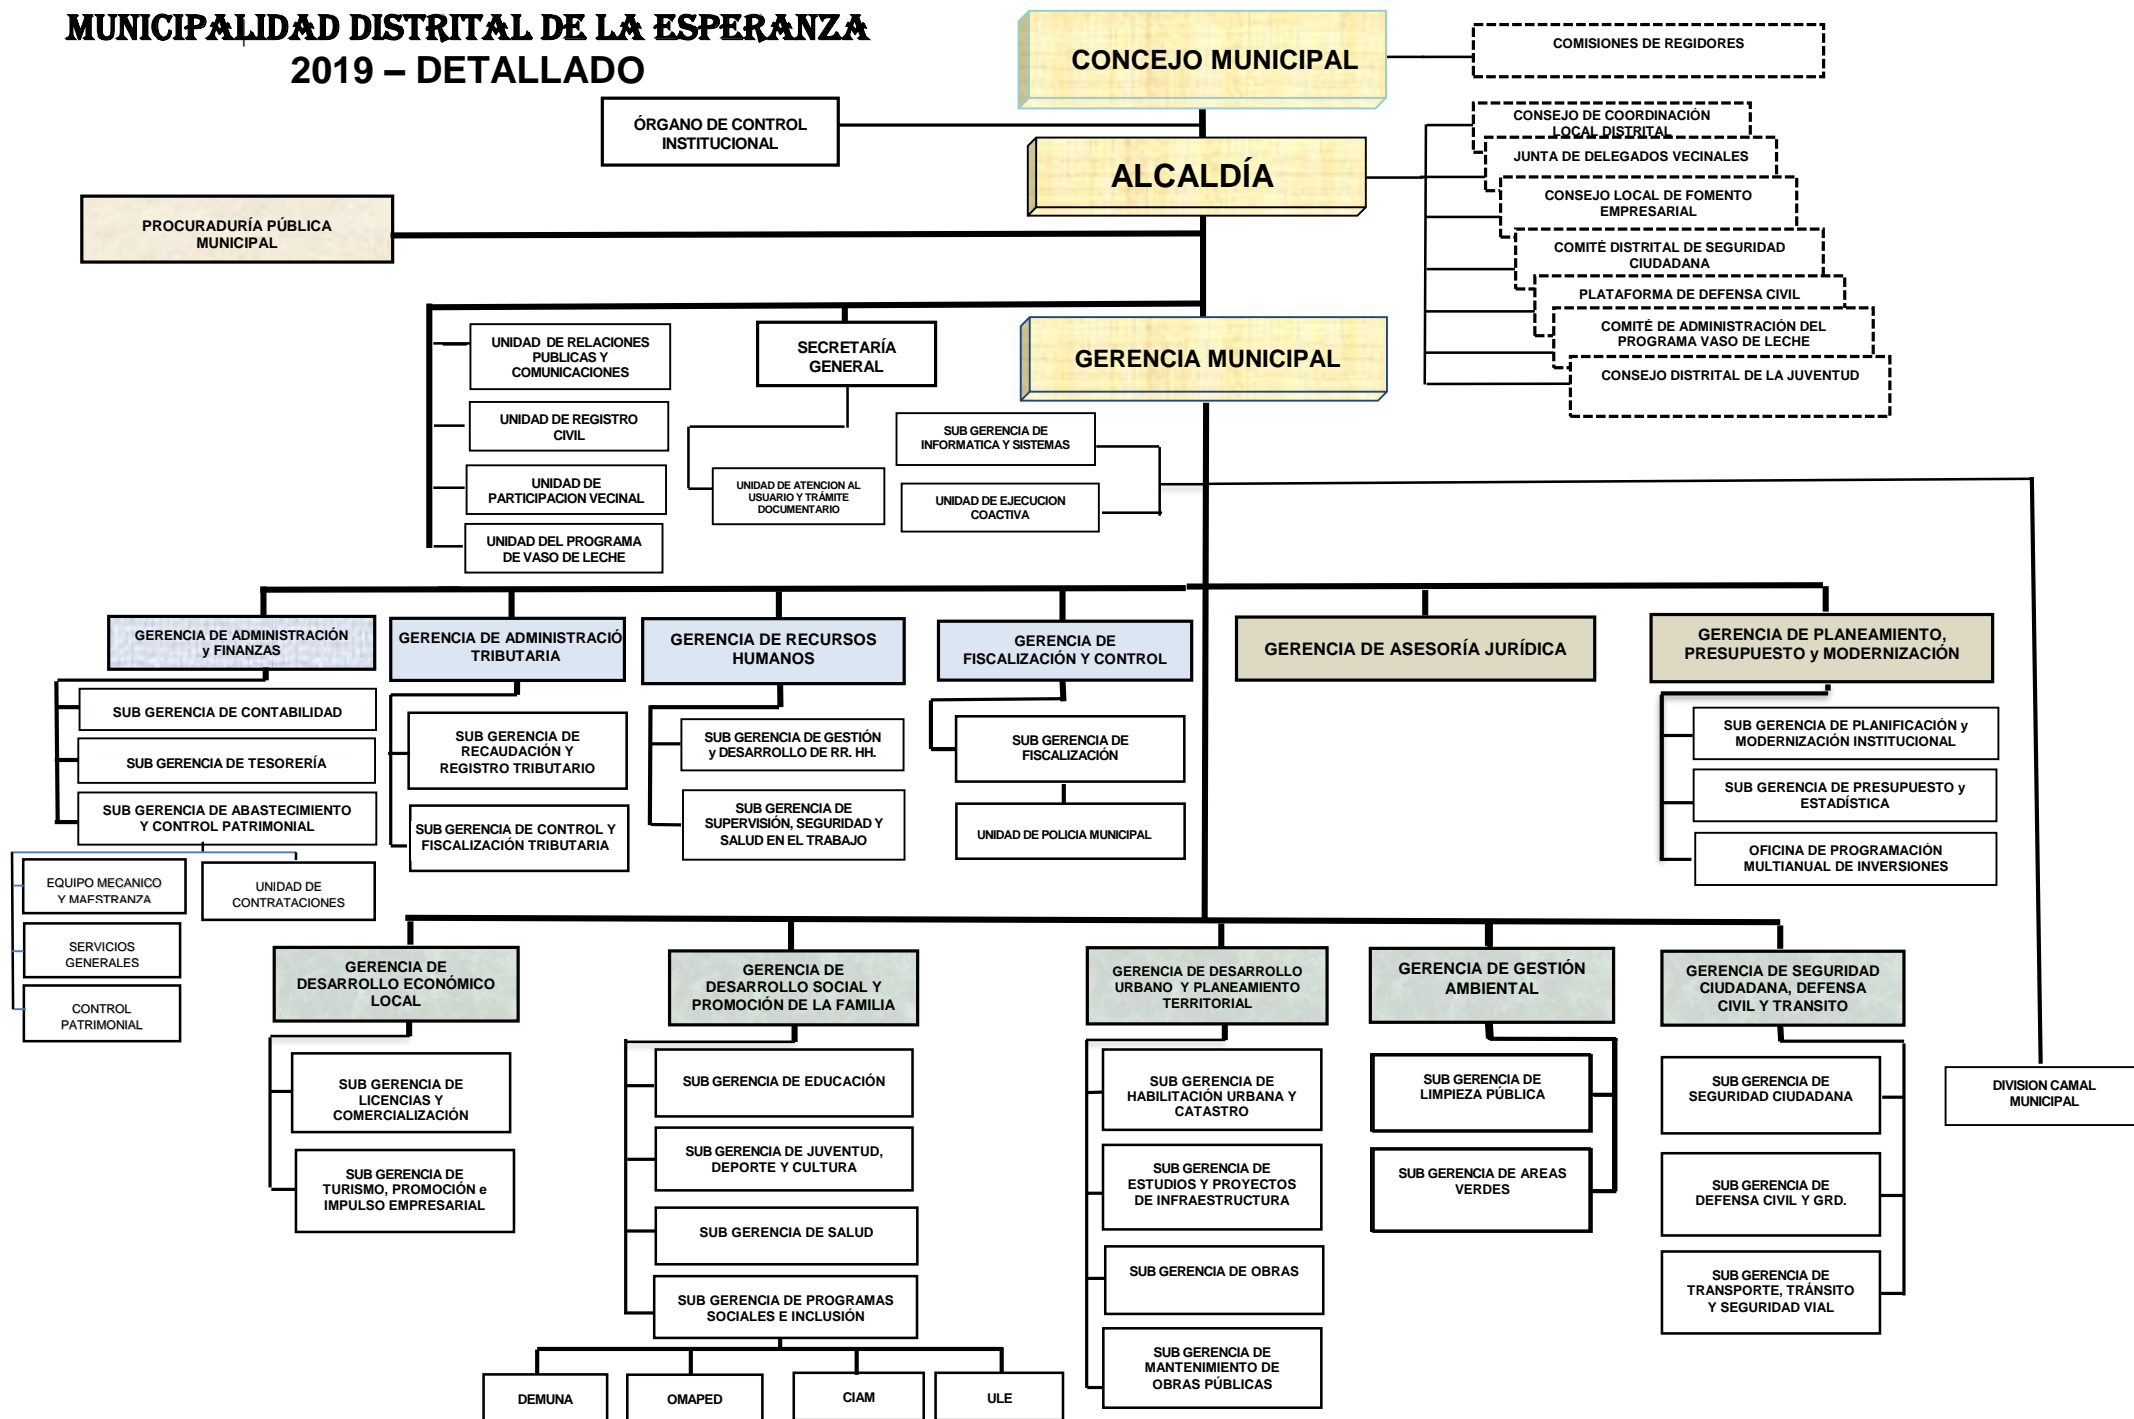 MUNICIPALIDAD DISTRITAL DE LA ESPERANZA
2019 – DETALLADO
CONCEJO MUNICIPAL
COMISIONES DE REGIDORES
ÓRGANO DE CONTROL
INSTITUCIONAL
ALCALDÍA
CONSEJO DE COORDINACIÓN
LOCAL DISTRITAL
JUNTA DE DELEGADOS VECINALES
CONSEJO LOCAL DE FOMENTO
EMPRESARIAL
COMITÉ DISTRITAL DE SEGURIDAD
CIUDADANA
PLATAFORMA DE DEFENSA CIVIL
COMITÉ DE ADMINISTRACIÓN DEL
PROGRAMA VASO DE LECHE
CONSEJO DISTRITAL DE LA JUVENTUD
PROCURADURÍA PÚBLICA
MUNICIPAL
UNIDAD DE RELACIONES
PUBLICAS Y
COMUNICACIONES
SECRETARÍA
GENERAL
GERENCIA MUNICIPAL
UNIDAD DE REGISTRO
CIVIL
SUB GERENCIA DE
INFORMATICA Y SISTEMAS
UNIDAD DE
PARTICIPACION VECINAL
UNIDAD DE ATENCION AL
USUARIO Y TRÁMITE
DOCUMENTARIO
UNIDAD DE EJECUCION
COACTIVA
UNIDAD DEL PROGRAMA
DE VASO DE LECHE
GERENCIA DE ADMINISTRACIÓN
y FINANZAS
GERENCIA DE ADMINISTRACIÓ
TRIBUTARIA
GERENCIA DE RECURSOS
HUMANOS
GERENCIA DE
FISCALIZACIÓN Y CONTROL
GERENCIA DE ASESORÍA JURÍDICA
GERENCIA DE PLANEAMIENTO,
PRESUPUESTO y MODERNIZACIÓN
SUB GERENCIA DE CONTABILIDAD
SUB GERENCIA DE TESORERÍA
SUB GERENCIA DE ABASTECIMIENTO
Y CONTROL PATRIMONIAL
SUB GERENCIA DE
RECAUDACIÓN Y
REGISTRO TRIBUTARIO
SUB GERENCIA DE CONTROL Y
FISCALIZACIÓN TRIBUTARIA
SUB GERENCIA DE GESTIÓN
y DESARROLLO DE RR. HH.
SUB GERENCIA DE
SUPERVISIÓN, SEGURIDAD Y
SALUD EN EL TRABAJO
SUB GERENCIA DE
FISCALIZACIÓN
UNIDAD DE POLICIA MUNICIPAL
SUB GERENCIA DE PLANIFICACIÓN y
MODERNIZACIÓN INSTITUCIONAL
SUB GERENCIA DE PRESUPUESTO y
ESTADÍSTICA
OFICINA DE PROGRAMACIÓN
MULTIANUAL DE INVERSIONES
EQUIPO MECANICO
Y MAESTRANZA
UNIDAD DE
CONTRATACIONES
SERVICIOS
GENERALES
CONTROL
PATRIMONIAL
GERENCIA DE
DESARROLLO ECONÓMICO
LOCAL
GERENCIA DE
DESARROLLO SOCIAL Y
PROMOCIÓN DE LA FAMILIA
GERENCIA DE DESARROLLO
URBANO Y PLANEAMIENTO
TERRITORIAL
GERENCIA DE GESTIÓN
AMBIENTAL
GERENCIA DE SEGURIDAD
CIUDADANA, DEFENSA
CIVIL Y TRANSITO
SUB GERENCIA DE
LICENCIAS Y
COMERCIALIZACIÓN
SUB GERENCIA DE
TURISMO, PROMOCIÓN e
IMPULSO EMPRESARIAL
SUB GERENCIA DE EDUCACIÓN
SUB GERENCIA DE JUVENTUD,
DEPORTE Y CULTURA
SUB GERENCIA DE SALUD
SUB GERENCIA DE PROGRAMAS
SOCIALES E INCLUSIÓN
DEMUNA
OMAPED
CIAM
ULE
SUB GERENCIA DE
HABILITACIÓN URBANA Y
CATASTRO
SUB GERENCIA DE
ESTUDIOS Y PROYECTOS
DE INFRAESTRUCTURA
SUB GERENCIA DE OBRAS
SUB GERENCIA DE
MANTENIMIENTO DE
OBRAS PÚBLICAS
SUB GERENCIA DE
LIMPIEZA PÚBLICA
SUB GERENCIA DE AREAS
VERDES
SUB GERENCIA DE
SEGURIDAD CIUDADANA
SUB GERENCIA DE
DEFENSA CIVIL Y GRD.
SUB GERENCIA DE
TRANSPORTE, TRÁNSITO
Y SEGURIDAD VIAL
DIVISION CAMAL
MUNICIPAL